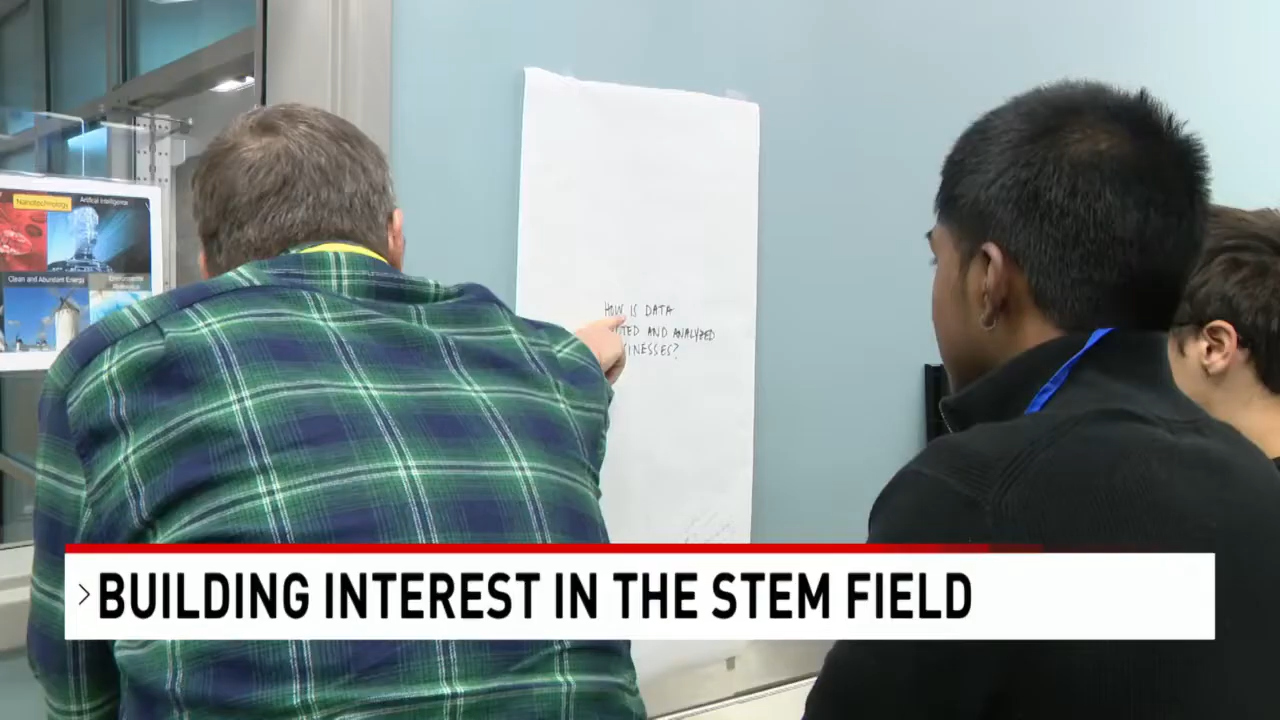 Nanotechnology
Artificial Intelligence
Clean and Abundant Energy
HOW IS DATA
AND ANALYZED
> BUILDING INTEREST IN THE STEM FIELD